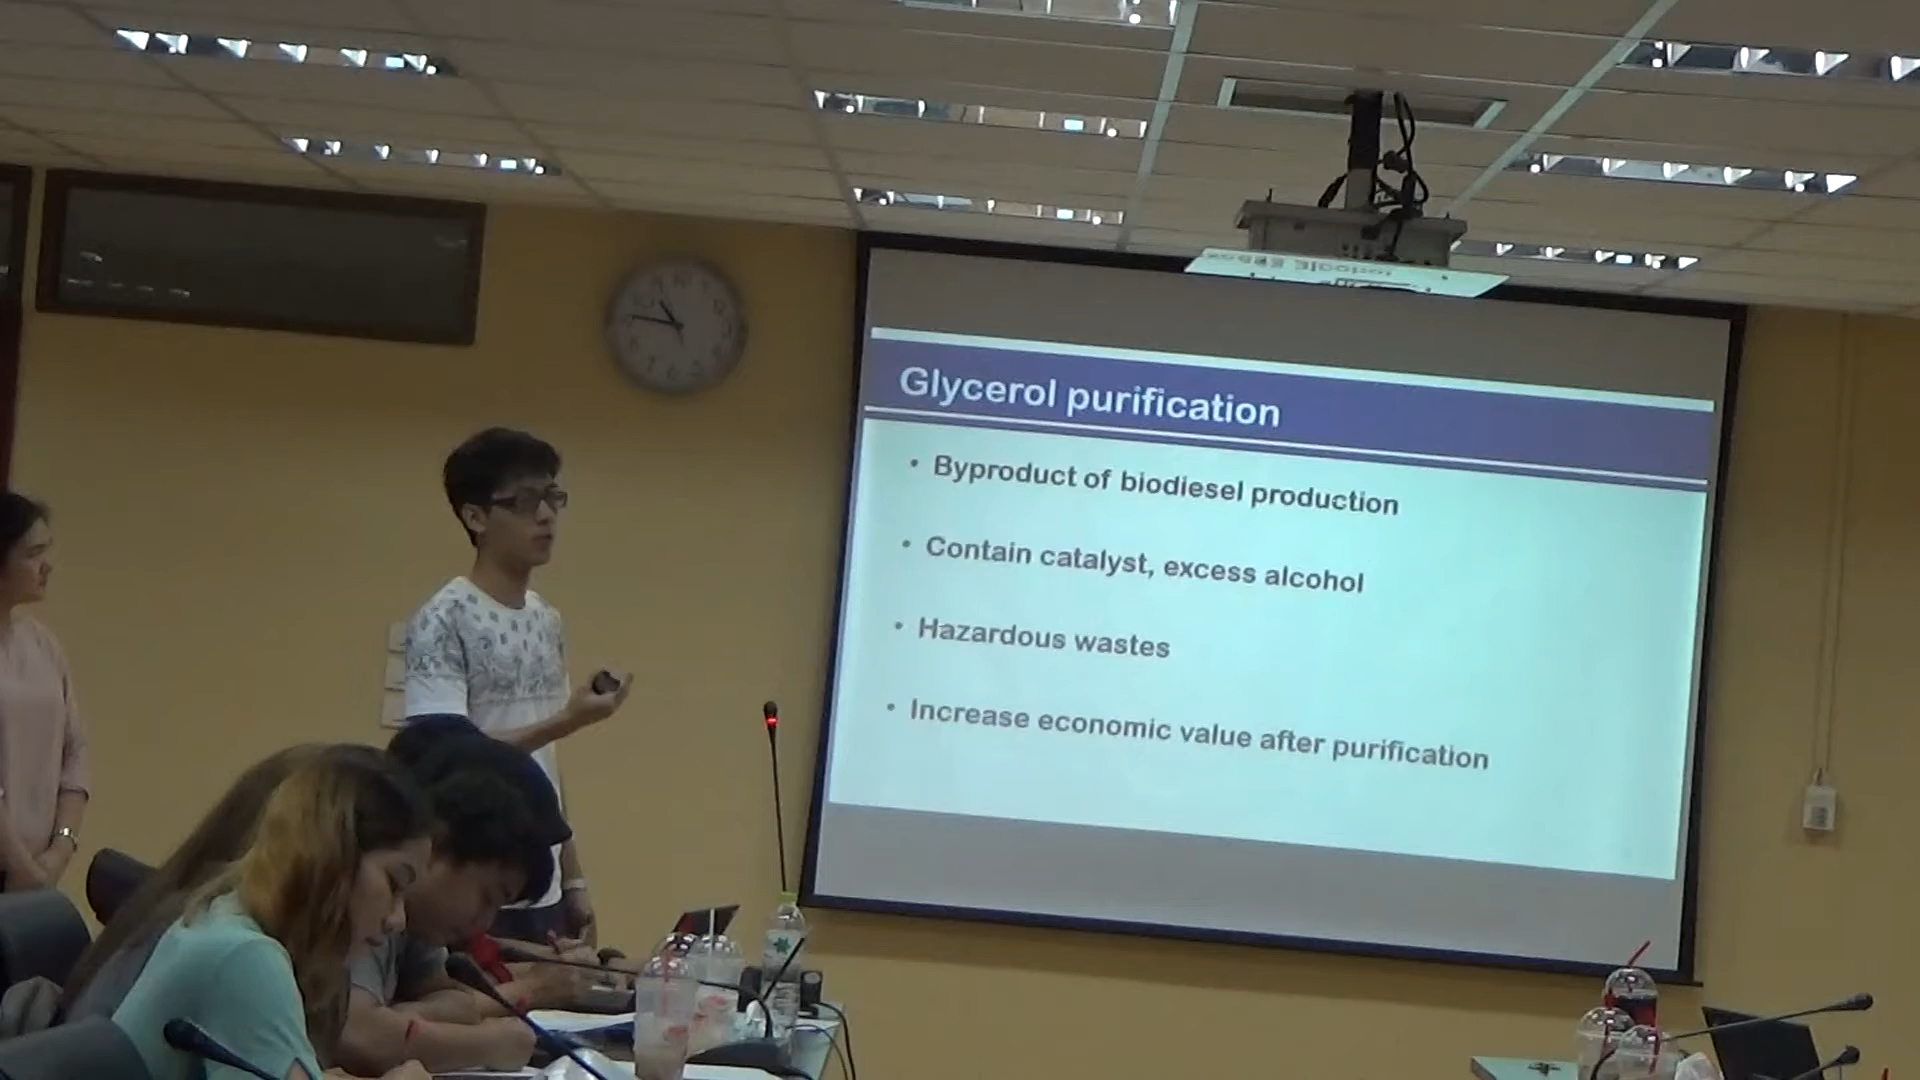 Glycerol purification
• Byproduct of biodiesel production
• Contain catalyst, excess alcohol
• Hazardous wastes
• Increase economic value after purification